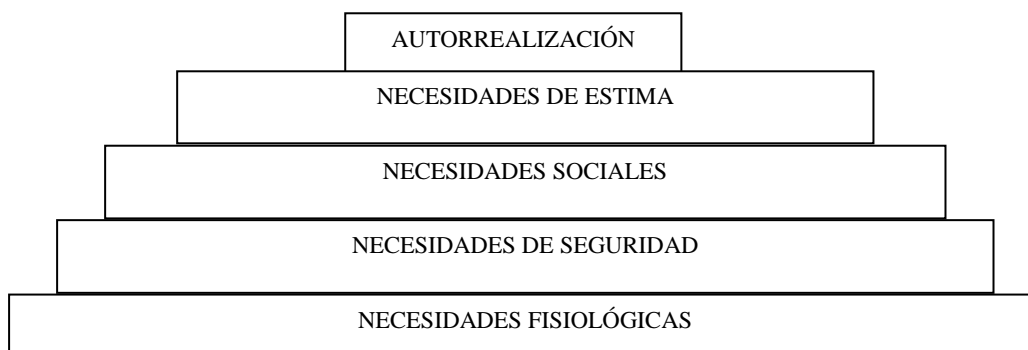 AUTORREALIZACIÓN
NECESIDADES DE ESTIMA
NECESIDADES SOCIALES
NECESIDADES DE SEGURIDAD
NECESIDADES FISIOLÓGICAS